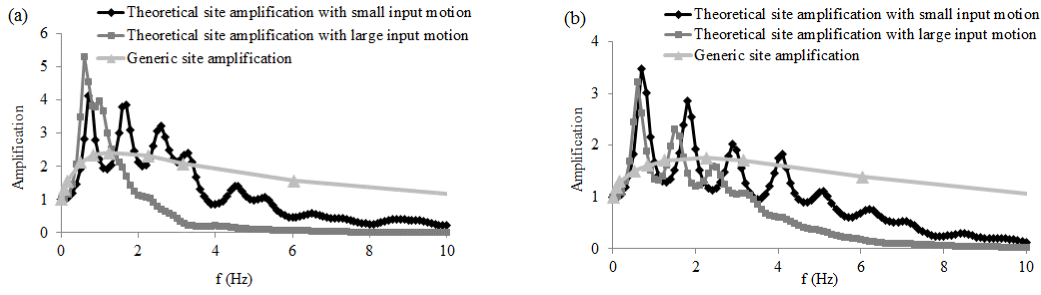 (a)
Theoretical site amplification with small input motion
Theoretical site amplification with large input motion
Generic site amplification
6
5
4
3
2
1
0
Amplification
0
2
4
6
8
10
f (Hz)
(b)
Theoretical site amplification with small input motion
Theoretical site amplification with large input motion
Generic site amplification
4
3
2
1
0
Amplification
0
2
4
6
8
10
f (Hz)